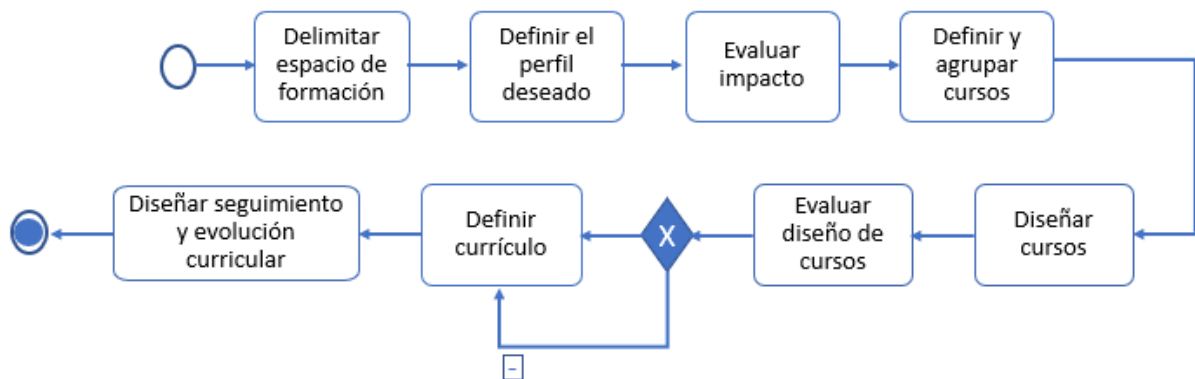 Delimitar
espacio de
formación
Definir el
perfil
deseado
Evaluar
impacto
Definir y
agrupar
cursos
Diseñar
cursos
Evaluar
diseño de
cursos
X
Definir
currículo
Diseñar seguimiento
y evolución
curricular
-